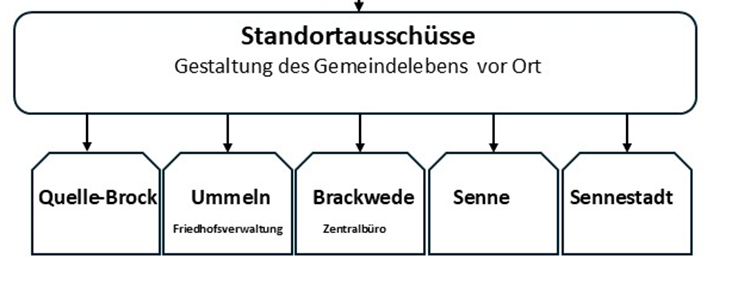 Standortausschüsse
Gestaltung des Gemeindelebens vor Ort
Quelle-Brock
Ummeln
Friedhofsverwaltung
Brackwede
Zentralbüro
Senne
Sennestadt